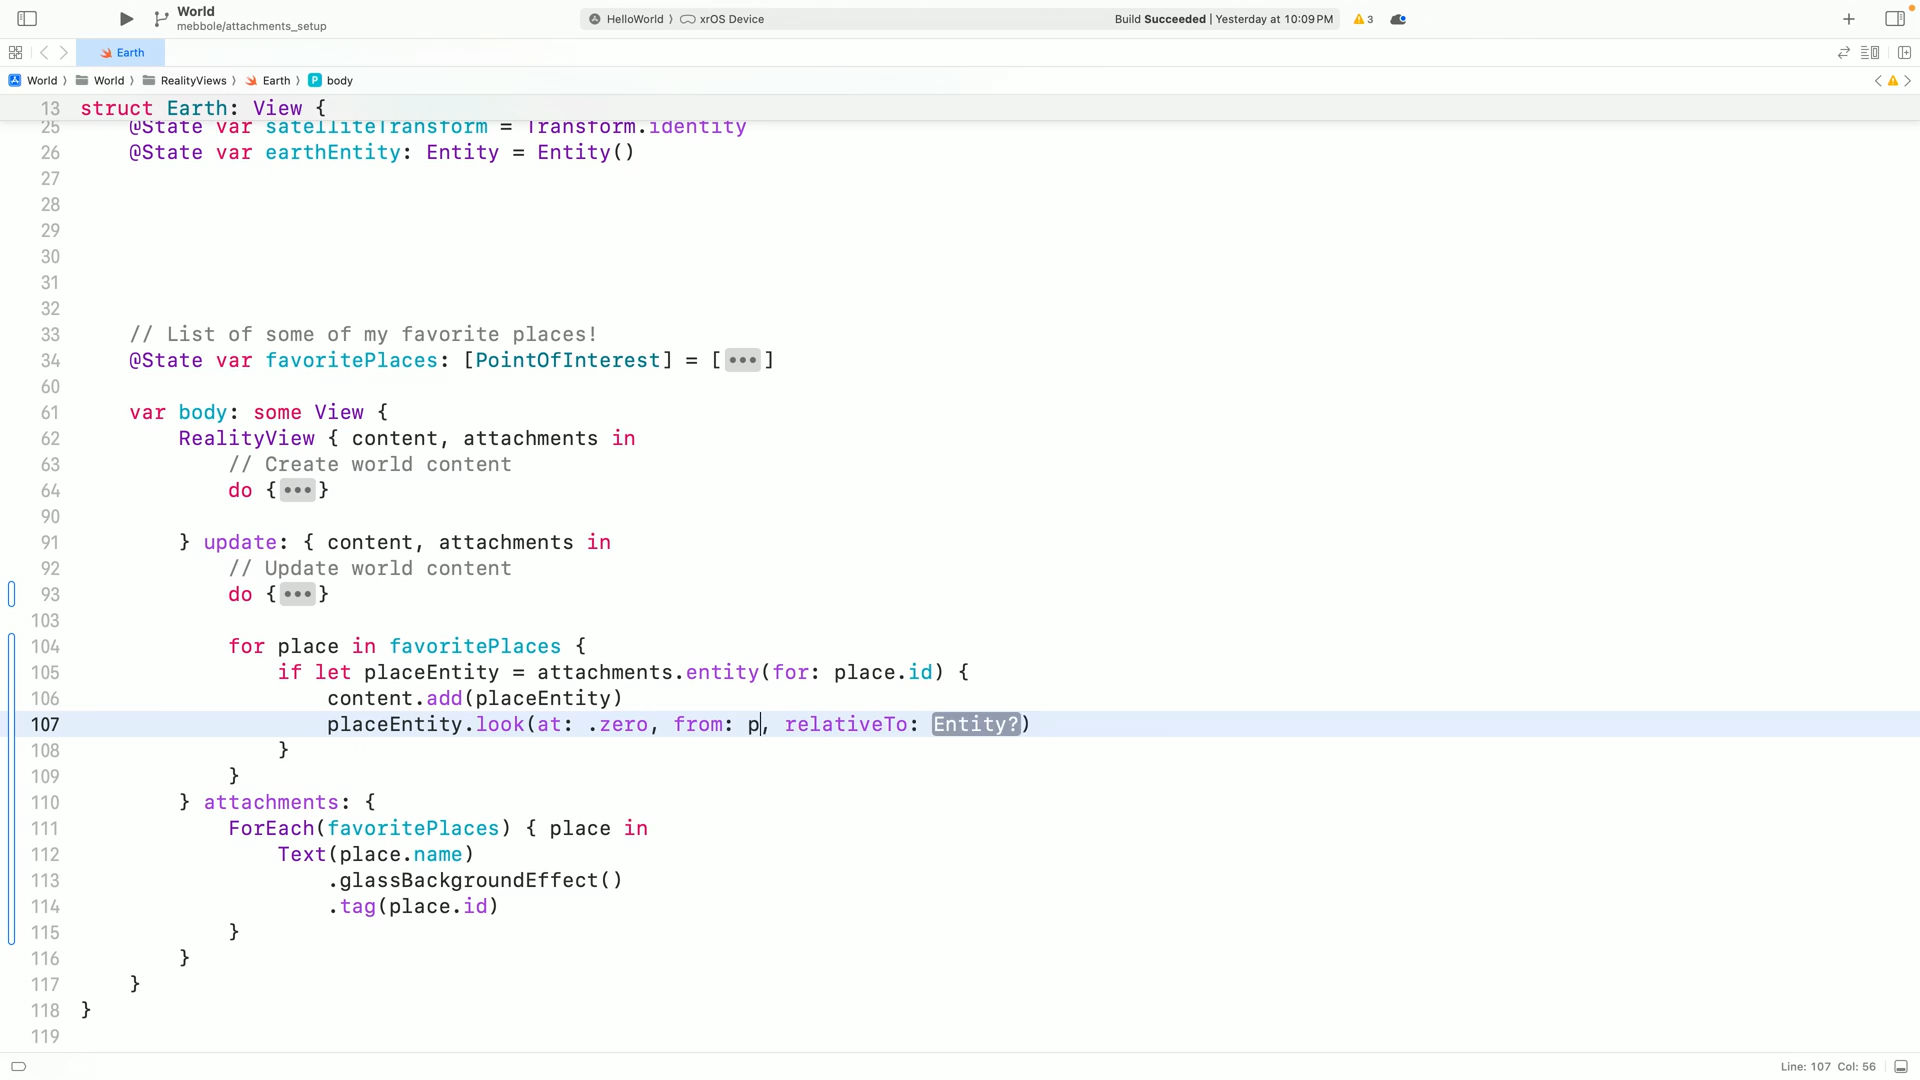 World
mebbole/attachments_setup
HelloWorld 〉 xrOS Device
Build Succeeded | Yesterday at 10:09 PM
3
Earth
World 〉 World 〉 RealityViews 〉 Earth 〉 P body
13 struct Earth: View {
25 @State var satelliteTransform = Transform.identity
26 @State var earthEntity: Entity = Entity()
27
28
29
30
31
32
33 // List of some of my favorite places!
34 @State var favoritePlaces: [PointOfInterest] = [•••]
60
61 var body: some View {
62 RealityView { content, attachments in
63 // Create world content
64 do {•••}
90
91 } update: { content, attachments in
92 // Update world content
93 do {•••}
103
104 for place in favoritePlaces {
105 if let placeEntity = attachments.entity(for: place.id) {
106 content.add(placeEntity)
107 placeEntity.look(at: .zero, from: p, relativeTo: Entity?)
108 }
109 }
110 } attachments: {
111 ForEach(favoritePlaces) { place in
112 Text(place.name)
113 .glassBackgroundEffect()
114 .tag(place.id)
115 }
116 }
117 }
118 }
119
Line: 107 Col: 56